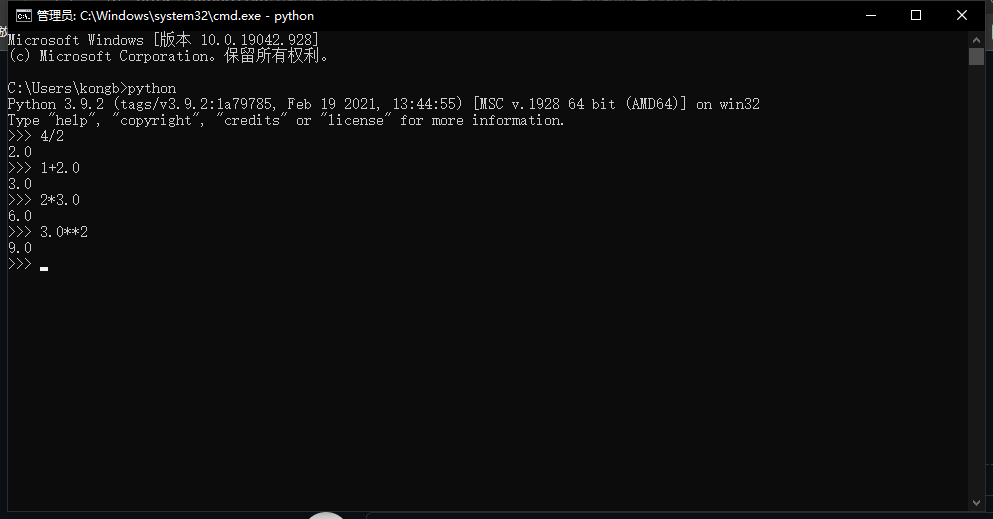 管理员: C:\Windows\system32\cmd.exe - python
Microsoft Windows [版本 10.0.19042.928]
(c) Microsoft Corporation。保留所有权利。
C:\Users\kongb>python
Python 3.9.2 (tags/v3.9.2:1a79785, Feb 19 2021, 13:44:55) [MSC v.1928 64 bit (AMD64)] on win32
Type "help", "copyright", "credits" or "license" for more information.
>>> 4/2
2.0
>>> 1+2.0
3.0
>>> 2*3.0
6.0
>>> 3.0**2
9.0
>>>